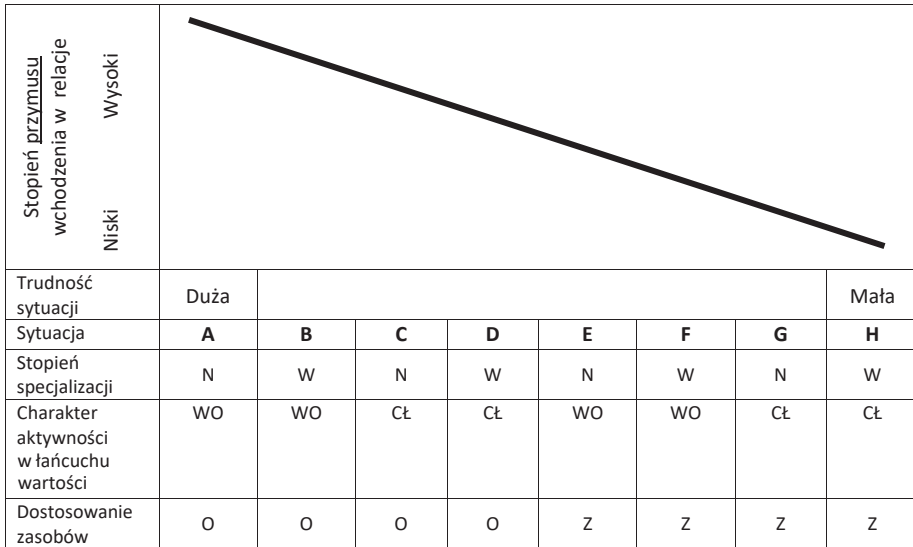 Stopień przymusu
wchodzenia w relacje
Niski Wysoki
Trudność
sytuacji
Duża Mała
Sytuacja A B C D E F G H
Stopień
specjalizacji
N W N W N W N W
Charakter
aktywności
w łańcuchu
wartości
WO WO CŁ CŁ WO WO CŁ CŁ
Dostosowanie
zasobów
O O O O Z Z Z Z